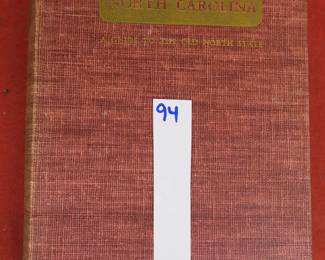 NORTH CAROLINA
A GUIDE TO THE OLD NORTH STATE
94